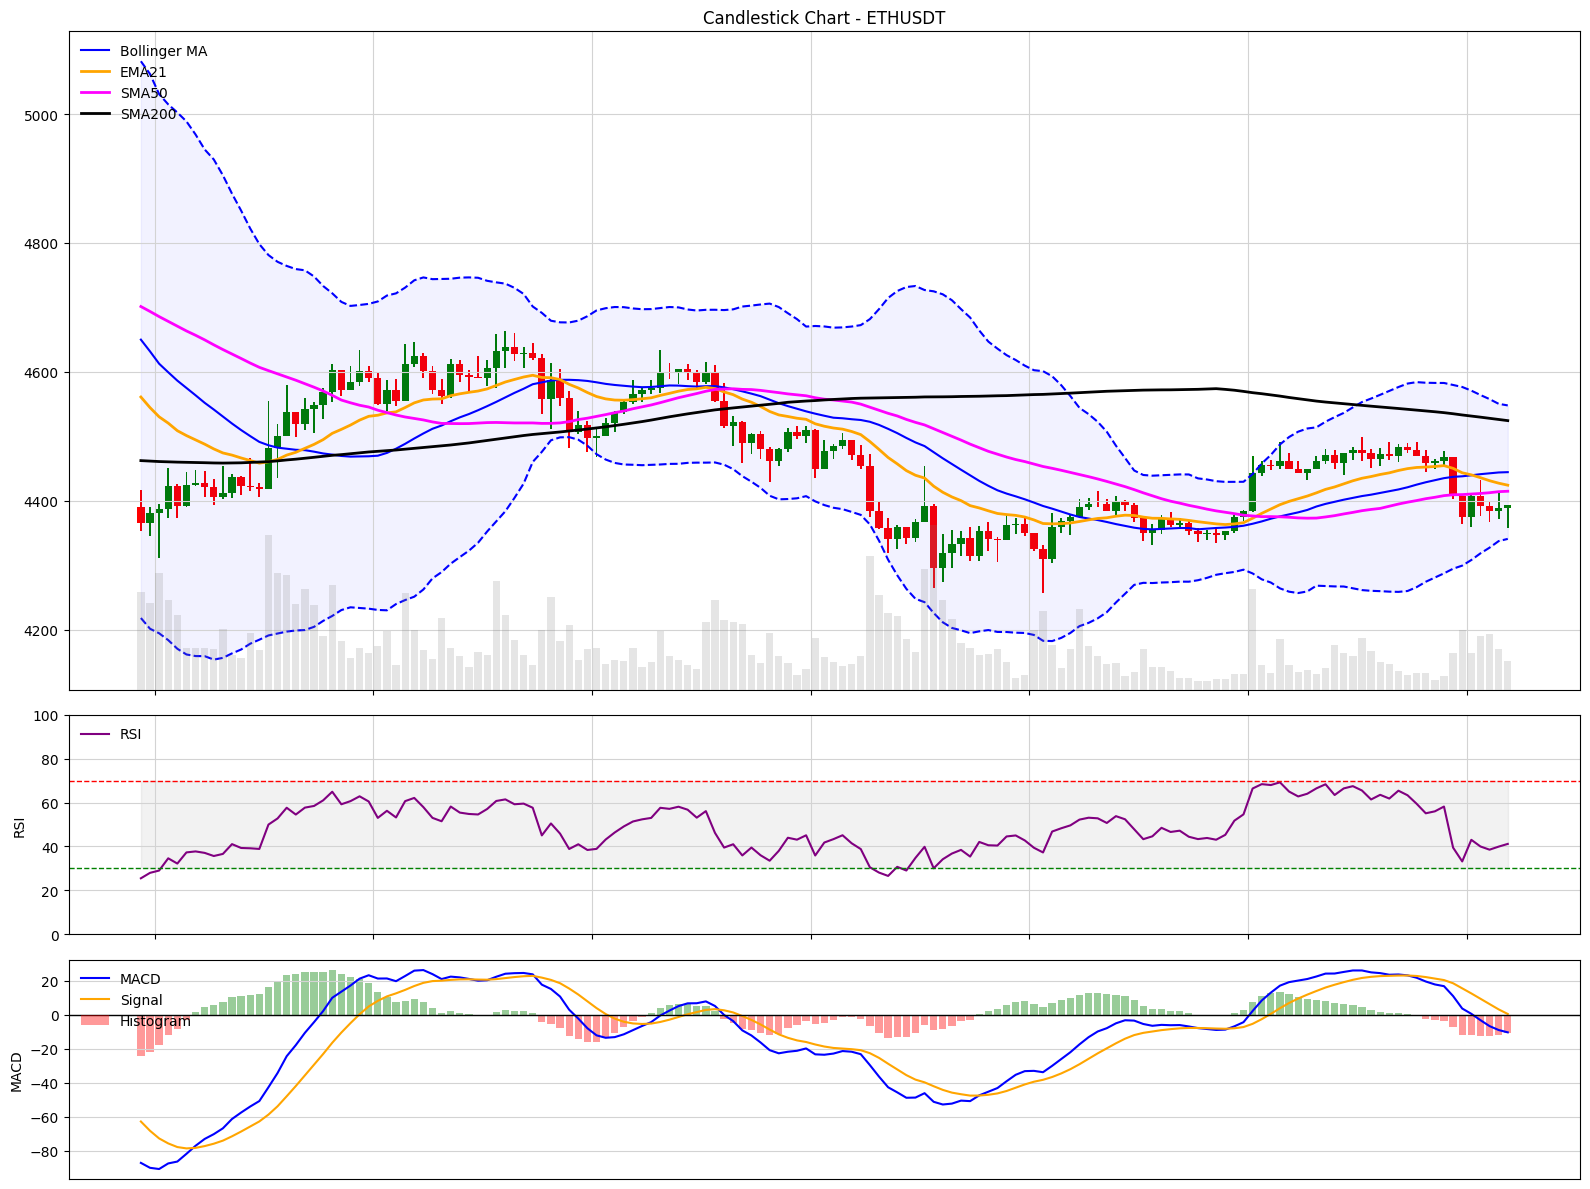 Candlestick Chart - ETHUSDT
Bollinger MA
EMA21
SMA50
SMA200
5000
4800
4600
4400
4200
RSI
100
80
60
40
20
0
RSI
MACD
Signal
Histogram
20
0
−20
−40
−60
−80
MACD